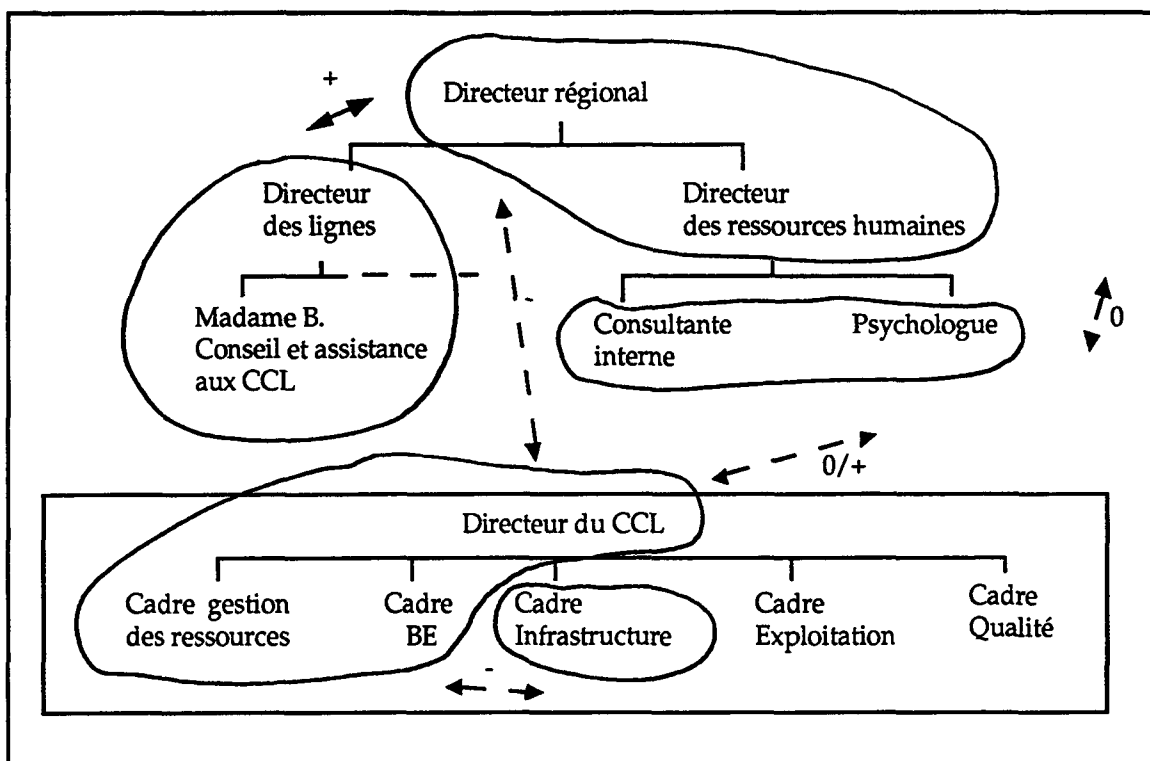 +
Directeur régional
Directeur
des lignes
Directeur
des ressources humaines
-
Madame B.
Conseil et assistance
aux CCL
Consultante
interne
Psychologue
0
0/+
Directeur du CCL
Cadre gestion
des ressources
Cadre
BE
Cadre
Infrastructure
Cadre
Exploitation
Cadre
Qualité
-